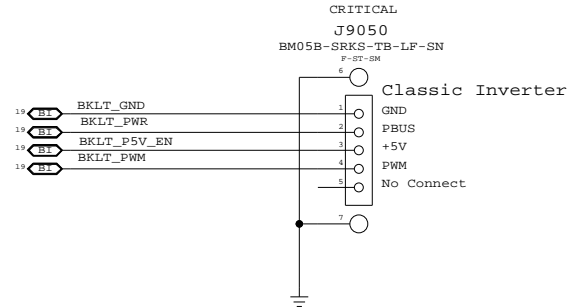 CRITICAL
J9050
BM05B-SRKS-TB-LF-SN
F-ST-SM
6
Classic Inverter
19 BI BKLT_GND 1 GND
19 BI BKLT_PWR 2 PBUS
19 BI BKLT_P5V_EN 3 +5V
19 BI BKLT_PWM 4 PWM
5 No Connect
7